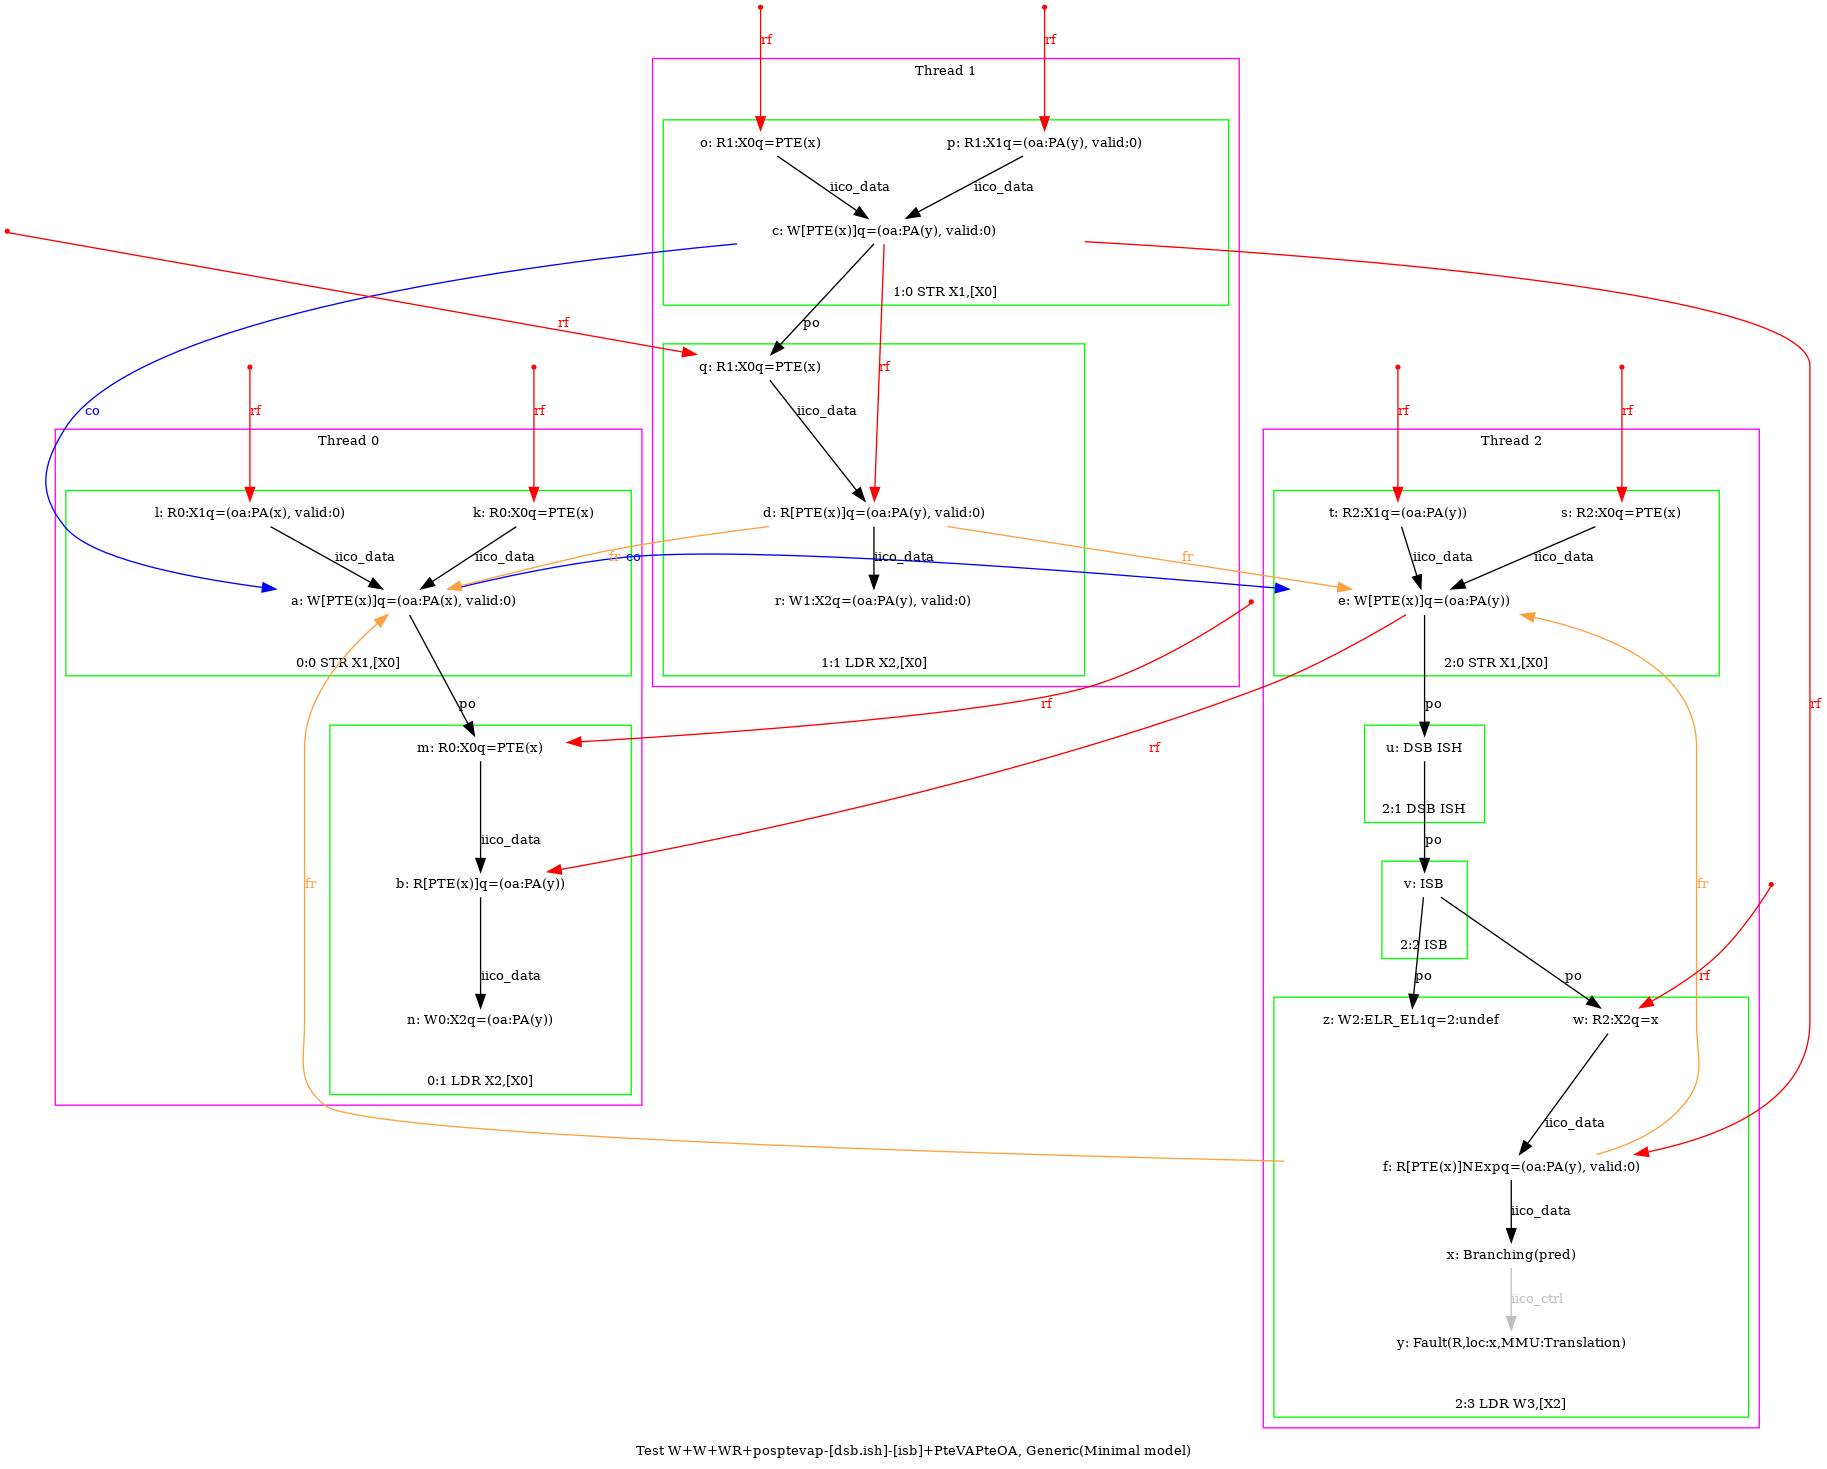 rf
rf
Thread 1
o: R1:X0q=PTE(x)
p: R1:X1q=(oa:PA(y), valid:0)
iico_data
iico_data
c: W[PTE(x)]q=(oa:PA(y), valid:0)
1:0 STR X1,[X0]
rf
po
q: R1:X0q=PTE(x)
rf
co
rf
rf
iico_data
rf
rf
Thread 0
Thread 2
l: R0:X1q=(oa:PA(x), valid:0)
k: R0:X0q=PTE(x)
d: R[PTE(x)]q=(oa:PA(y), valid:0)
t: R2:X1q=(oa:PA(y))
s: R2:X0q=PTE(x)
iico_data
iico_data
fr
co
iico_data
fr
iico_data
iico_data
a: W[PTE(x)]q=(oa:PA(x), valid:0)
r: W1:X2q=(oa:PA(y), valid:0)
e: W[PTE(x)]q=(oa:PA(y))
0:0 STR X1,[X0]
1:1 LDR X2,[X0]
2:0 STR X1,[X0]
po
rf
po
rf
m: R0:X0q=PTE(x)
rf
u: DSB ISH
2:1 DSB ISH
iico_data
po
fr
b: R[PTE(x)]q=(oa:PA(y))
v: ISB
fr
2:2 ISB
iico_data
po
po
rf
n: W0:X2q=(oa:PA(y))
z: W2:ELR_EL1q=2:undef
w: R2:X2q=x
0:1 LDR X2,[X0]
iico_data
f: R[PTE(x)]NExpq=(oa:PA(y), valid:0)
iico_data
x: Branching(pred)
iico_ctrl
y: Fault(R,loc:x,MMU:Translation)
2:3 LDR W3,[X2]
Test W+W+WR+posptevap-[dsb.ish]-[isb]+PteVAPteOA, Generic(Minimal model)